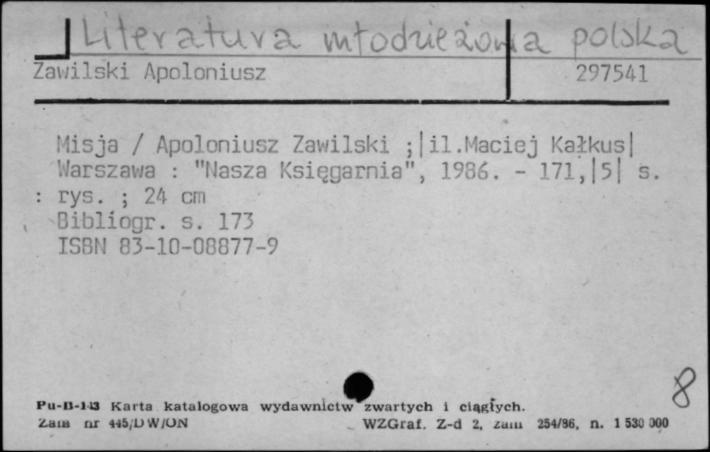 Literatura młodzieżowa polska
Zawilski Apoloniusz 297541
Misja / Apoloniusz Zawilski ;|il.Maciej Kałkus|
Warszawa : "Nasza Księgarnia", 1986. - 171,|5| s.
: rys. ; 24 cm
Bibliogr. s. 173
ISBN 83-10-08877-9
8
Pu-B-143 Karta katalogowa wydawnictw zwartych i ciągłych.
Zam nr 445/DW/ON WZGraf. Z-d 2, zam 254/86, n. 1 530 000